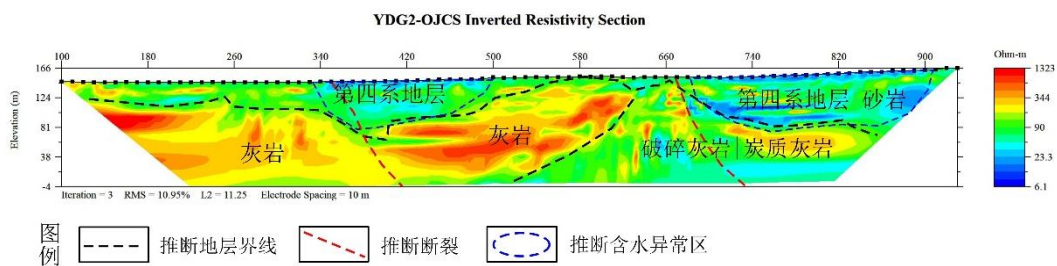 YDG2-OJCS Inverted Resistivity Section
100 180 260 340 420 500 580 660 740 820 900
Ohm-m
166
124
81
38
-4
Elevation (m)
第四系地层
第四系地层 砂岩
灰岩
灰岩
破碎灰岩|炭质灰岩
1323
344
90
23.3
6.1
Iteration = 3 RMS = 10.95% L2 = 11.25 Electrode Spacing = 10 m
图例
推断地层界线
推断断裂
推断含水异常区